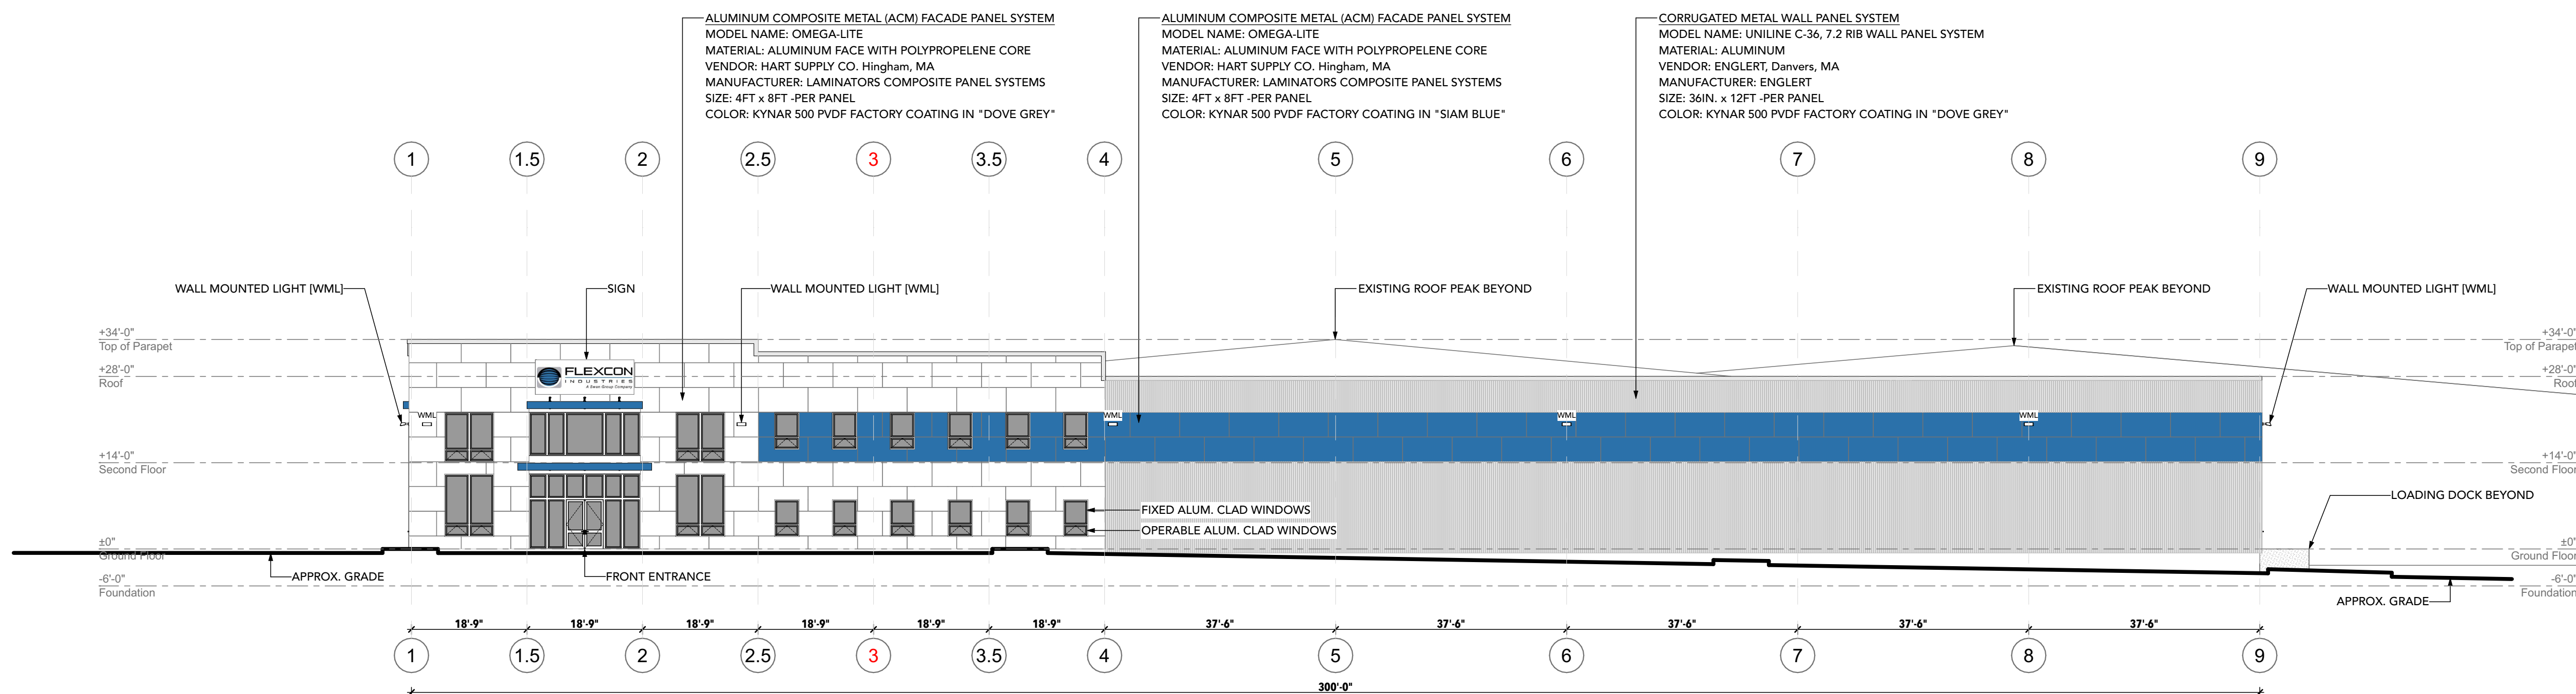 ALUMINUM COMPOSITE METAL (ACM) FACADE PANEL SYSTEM
MODEL NAME: OMEGA-LITE
MATERIAL: ALUMINUM FACE WITH POLYPROPELENE CORE
VENDOR: HART SUPPLY CO. Hingham, MA
MANUFACTURER: LAMINATORS COMPOSITE PANEL SYSTEMS
SIZE: 4FT x 8FT -PER PANEL
COLOR: KYNAR 500 PVDF FACTORY COATING IN "DOVE GREY"
ALUMINUM COMPOSITE METAL (ACM) FACADE PANEL SYSTEM
MODEL NAME: OMEGA-LITE
MATERIAL: ALUMINUM FACE WITH POLYPROPELENE CORE
VENDOR: HART SUPPLY CO. Hingham, MA
MANUFACTURER: LAMINATORS COMPOSITE PANEL SYSTEMS
SIZE: 4FT x 8FT -PER PANEL
COLOR: KYNAR 500 PVDF FACTORY COATING IN "SIAM BLUE"
CORRUGATED METAL WALL PANEL SYSTEM
MODEL NAME: UNILINE C-36, 7.2 RIB WALL PANEL SYSTEM
MATERIAL: ALUMINUM
VENDOR: ENGLERT, Danvers, MA
MANUFACTURER: ENGLERT
SIZE: 36IN. x 12FT -PER PANEL
COLOR: KYNAR 500 PVDF FACTORY COATING IN "DOVE GREY"
1 1.5 2 2.5 3 3.5 4 5 6 7 8 9
WALL MOUNTED LIGHT [WML]
SIGN
WALL MOUNTED LIGHT [WML]
EXISTING ROOF PEAK BEYOND
EXISTING ROOF PEAK BEYOND
WALL MOUNTED LIGHT [WML]
+34'-0"
Top of Parapet
+28'-0"
Roof
+14'-0"
Second Floor
±0"
Ground Floor
-6'-0"
Foundation
FLEXCON
INDUSTRIES
A Swan Group Company
WML
WML
WML
WML
FIXED ALUM. CLAD WINDOWS
OPERABLE ALUM. CLAD WINDOWS
+34'-0"
Top of Parapet
+28'-0"
Roof
+14'-0"
Second Floor
LOADING DOCK BEYOND
±0"
Ground Floor
-6'-0"
Foundation
APPROX. GRADE
FRONT ENTRANCE
APPROX. GRADE
18'-9" 18'-9" 18'-9" 18'-9" 18'-9" 18'-9" 37'-6" 37'-6" 37'-6" 37'-6" 37'-6"
1 1.5 2 2.5 3 3.5 4 5 6 7 8 9
300'-0"